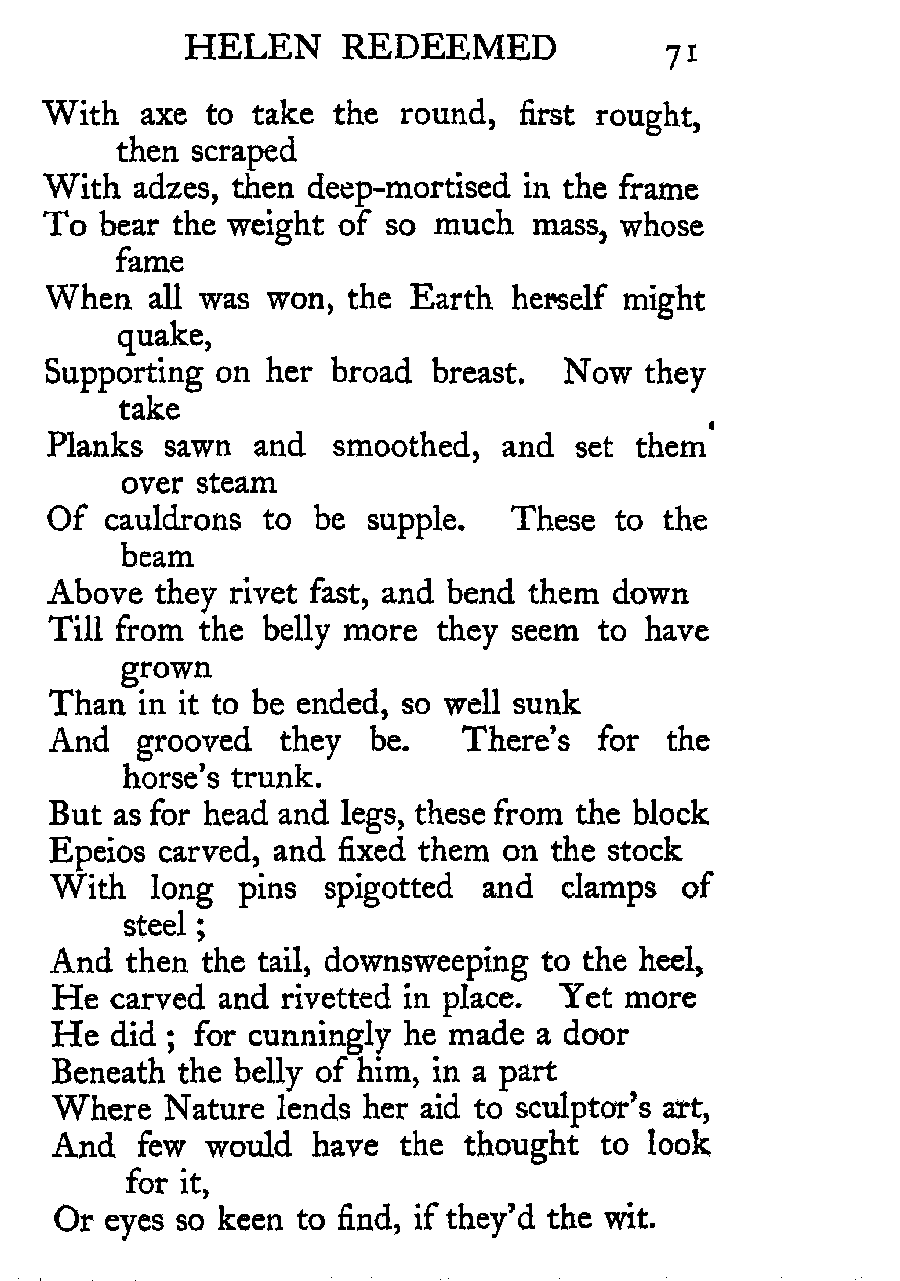 HELEN REDEEMED 71
With axe to take the round, first rought,
then scraped
With adzes, then deep-mortised in the frame
To bear the weight of so much mass, whose
fame
When all was won, the Earth herself might
quake,
Supporting on her broad breast. Now they
take
Planks sawn and smoothed, and set them
over steam
Of cauldrons to be supple. These to the
beam
Above they rivet fast, and bend them down
Till from the belly more they seem to have
grown
Than in it to be ended, so well sunk
And grooved they be. There's for the
horse's trunk.
But as for head and legs, these from the block
Epeios carved, and fixed them on the stock
With long pins spigotted and clamps of
steel ;
And then the tail, downsweeping to the heel,
He carved and rivetted in place. Yet more
He did ; for cunningly he made a door
Beneath the belly of him, in a part
Where Nature lends her aid to sculptor's art,
And few would have the thought to look
for it,
Or eyes so keen to find, if they'd the wit.